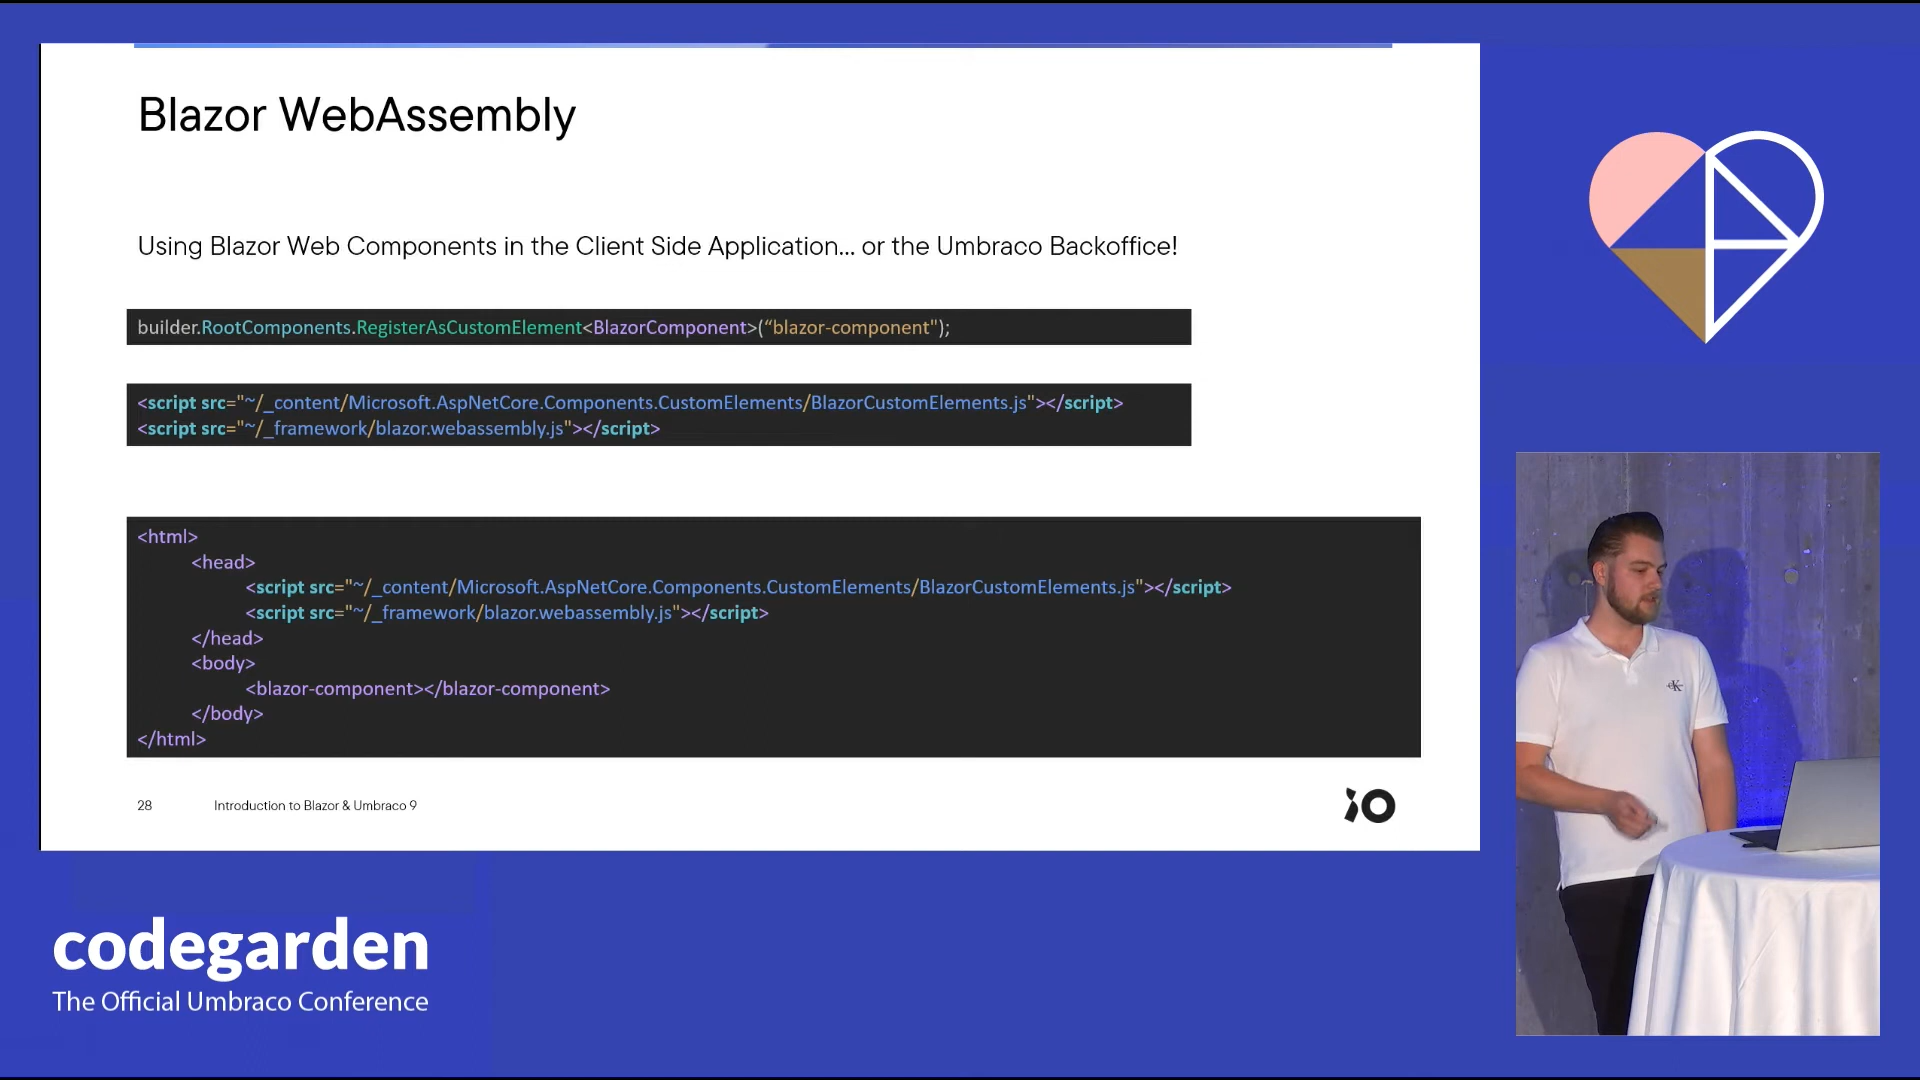 Blazor WebAssembly
Using Blazor Web Components in the Client Side Application... or the Umbraco Backoffice!
builder.RootComponents.RegisterAsCustomElement<BlazorComponent>(“blazor-component");
<script src="~/_content/Microsoft.AspNetCore.Components.CustomElements/BlazorCustomElements.js"></script>
<script src="~/_framework/blazor.webassembly.js"></script>
<html>
<head>
<script src="~/_content/Microsoft.AspNetCore.Components.CustomElements/BlazorCustomElements.js"></script>
<script src="~/_framework/blazor.webassembly.js"></script>
</head>
<body>
<blazor-component></blazor-component>
</body>
</html>
28 Introduction to Blazor & Umbraco 9
iO
codegarden
The Official Umbraco Conference
cK